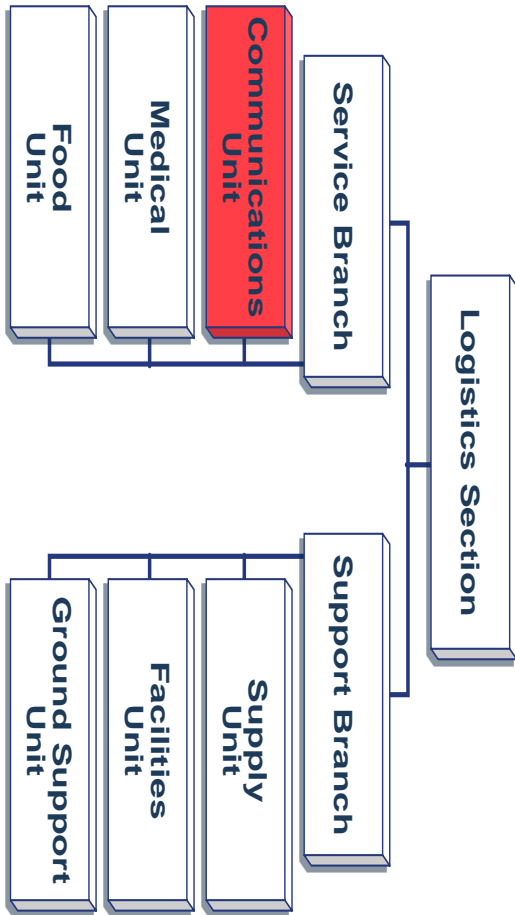 Logistics Section
Service Branch
Support Branch
Communications
Unit
Medical
Unit
Food
Unit
Supply
Unit
Facilities
Unit
Ground Support
Unit